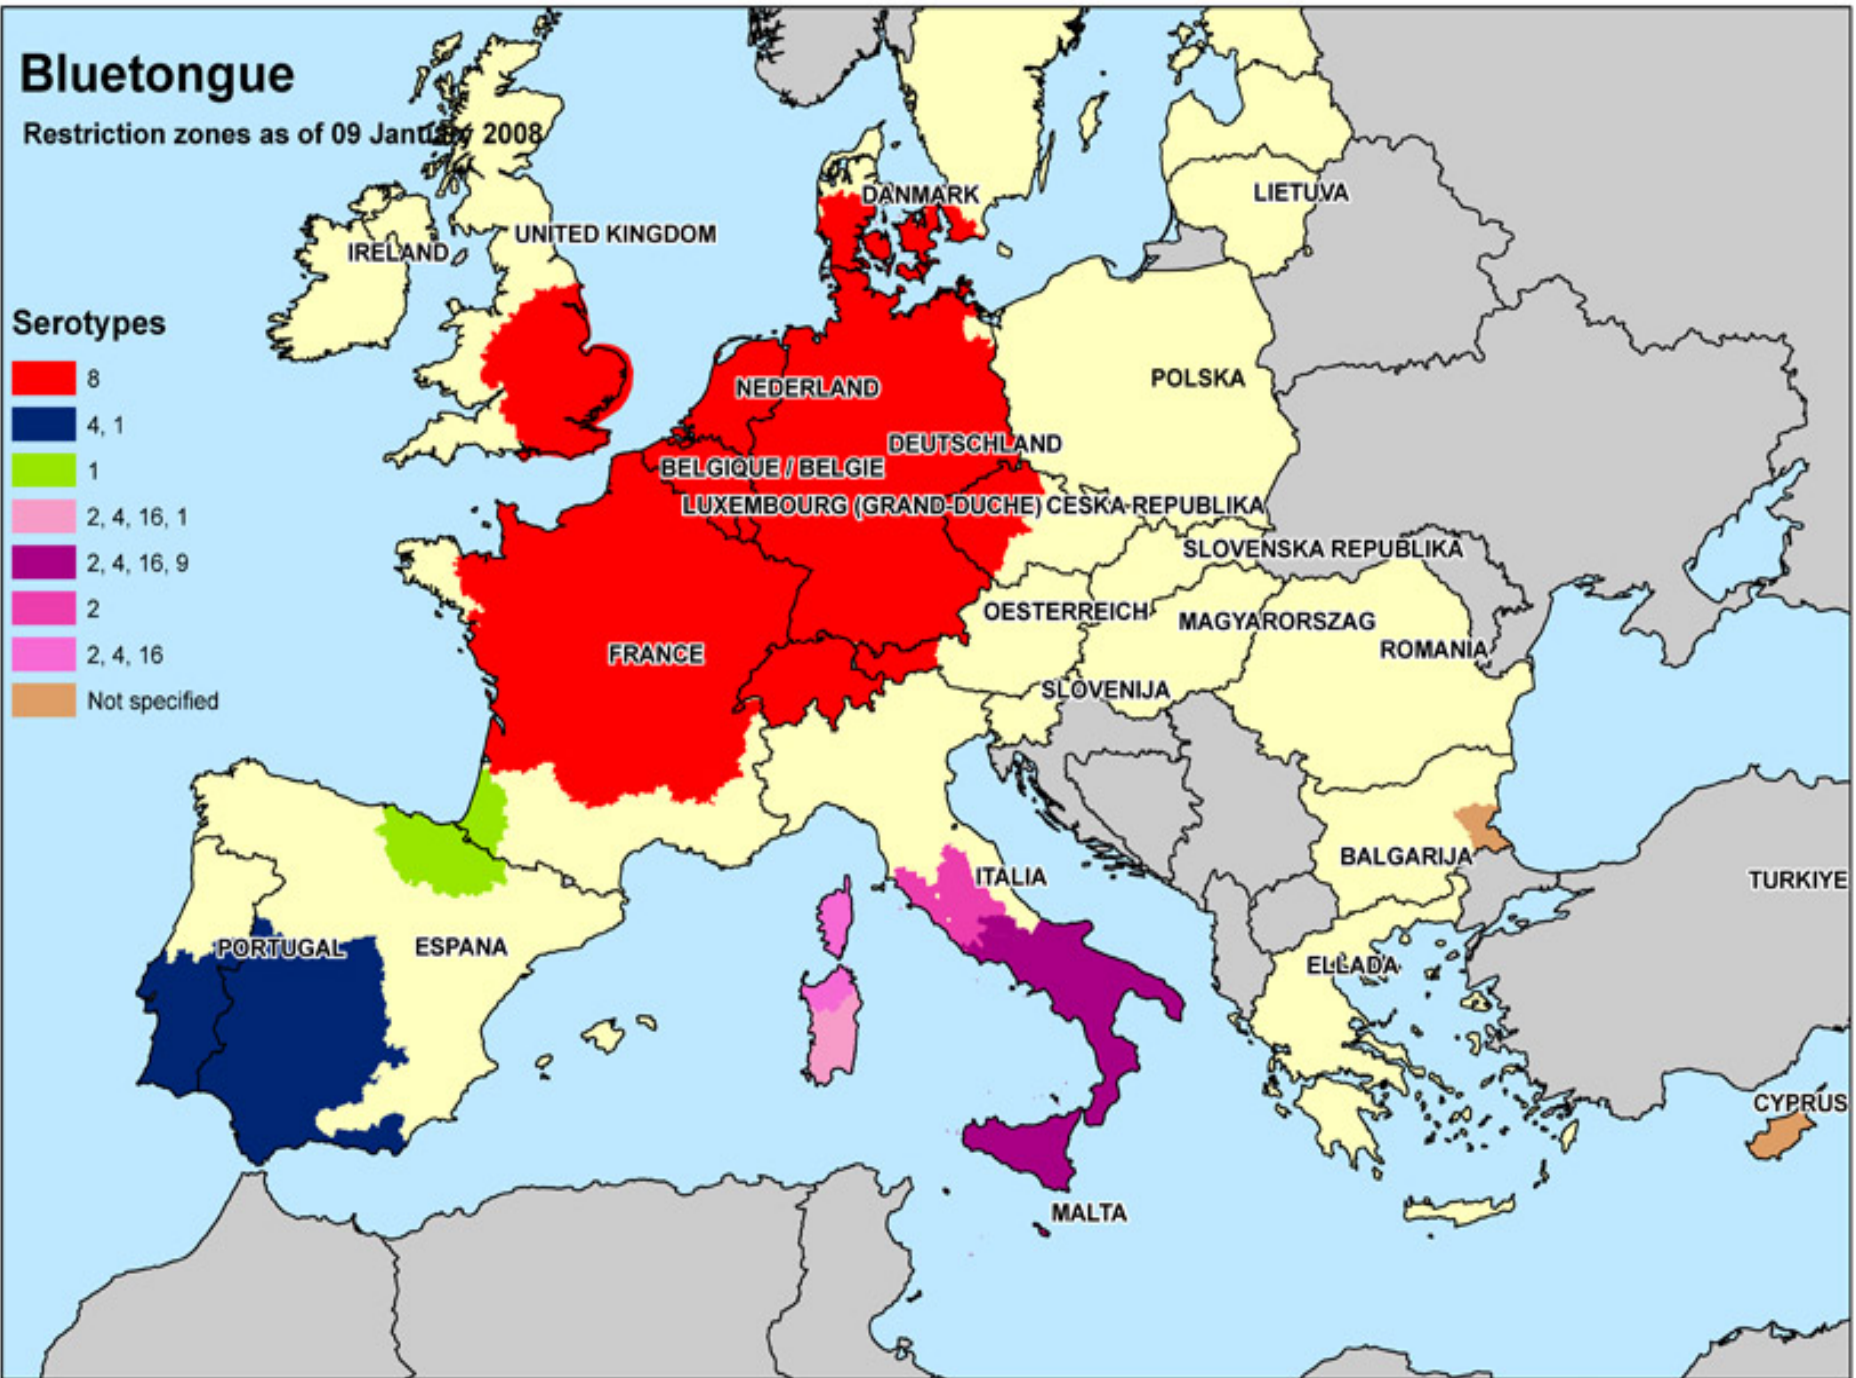 Bluetongue
Restriction zones as of 09 January 2008
DANMARK
LIETUVA
UNITED KINGDOM
IRELAND
Serotypes
8
4, 1
1
2, 4, 16, 1
2, 4, 16, 9
2
2, 4, 16
Not specified
NEDERLAND
POLSKA
DEUTSCHLAND
BELGIQUE / BELGIE
LUXEMBOURG (GRAND-DUCHE)
CESKA REPUBLIKA
SLOVENSKA REPUBLIKA
OESTERREICH
MAGYARORSZAG
ROMANIA
FRANCE
SLOVENIJA
BALGARIJA
ITALIA
TURKIYE
PORTUGAL
ESPANA
ELLADA
CYPRUS
MALTA